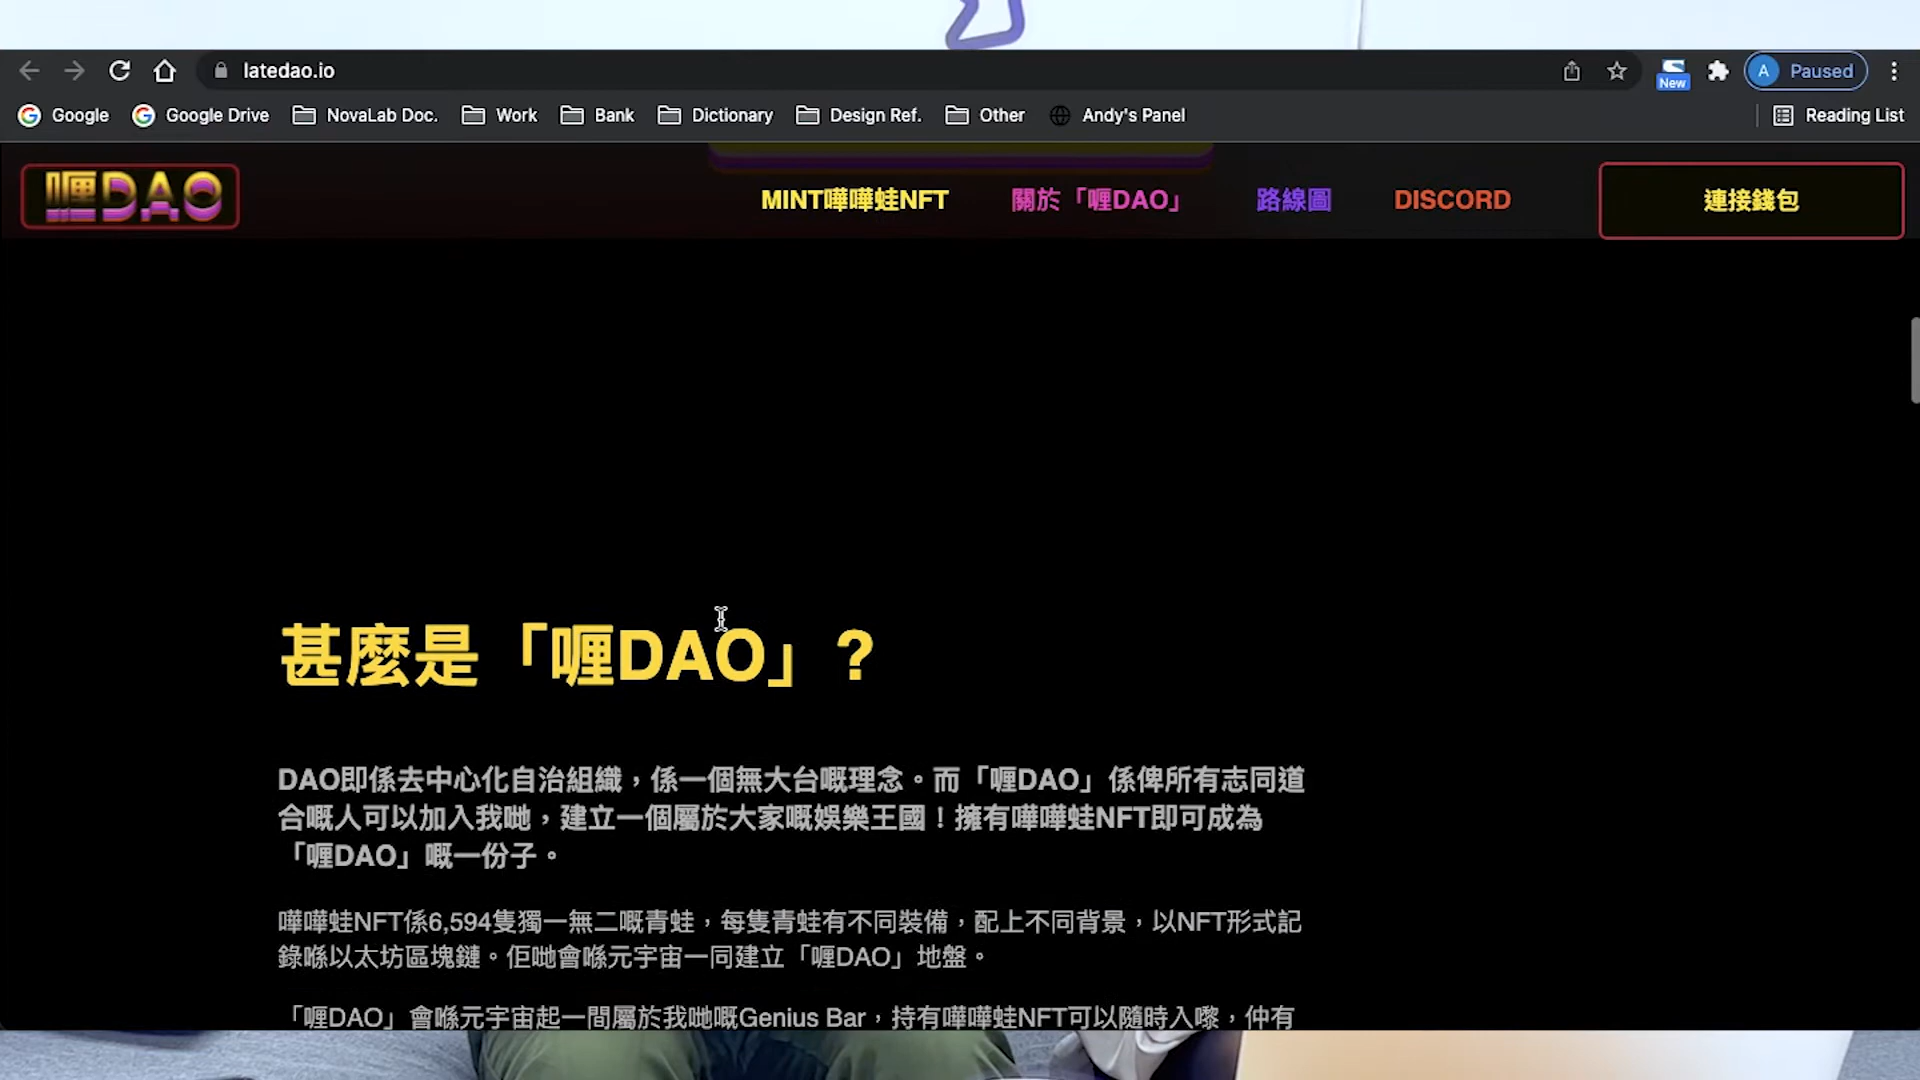 latedao.io
New
A
Paused
Google
Google Drive
NovaLab Doc.
Work
Bank
Dictionary
Design Ref.
Other
Andy's Panel
Reading List
喱DAO
MINT嘩嘩蛙NFT
關於「喱DAO」
路線圖
DISCORD
連接錢包
甚麼是「喱DAO」?
DAO即係去中心化自治組織，係一個無大台嘅理念。而「喱DAO」係俾所有志同道
合嘅人可以加入我哋，建立一個屬於大家嘅娛樂王國！擁有嘩嘩蛙NFT即可成為
「喱DAO」嘅一份子。
嘩嘩蛙NFT係6,594隻獨一無二嘅青蛙，每隻青蛙有不同裝備，配上不同背景，以NFT形式記
錄喺以太坊區塊鏈。佢哋會喺元宇宙一同建立「喱DAO」地盤。
「喱DAO」會喺元宇宙起一間屬於我哋嘅Genius Bar，持有嘩嘩蛙NFT可以隨時入嚟，仲有